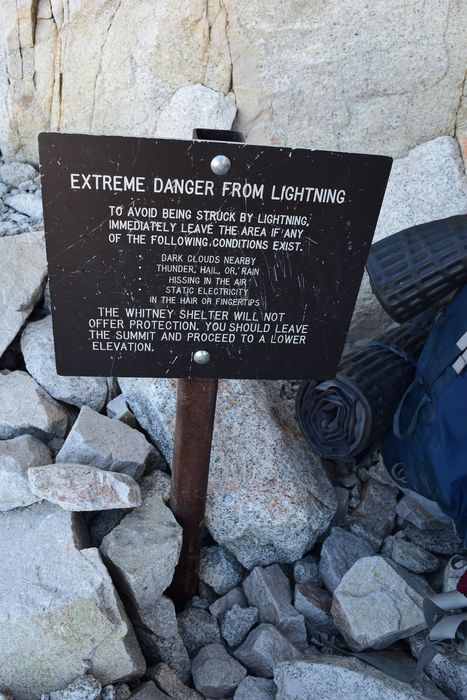 EXTREME DANGER FROM LIGHTNING
TO AVOID BEING STRUCK BY LIGHTNING,
IMMEDIATELY LEAVE THE AREA IF ANY
OF THE FOLLOWING CONDITIONS EXIST.
DARK CLOUDS NEARBY
THUNDER, HAIL, OR, RAIN
HISSING IN THE AIR
STATIC ELECTRICITY
IN THE HAIR OR FINGERTIPS
THE WHITNEY SHELTER WILL NOT
OFFER PROTECTION. YOU SHOULD LEAVE
THE SUMMIT AND PROCEED TO A LOWER
ELEVATION.